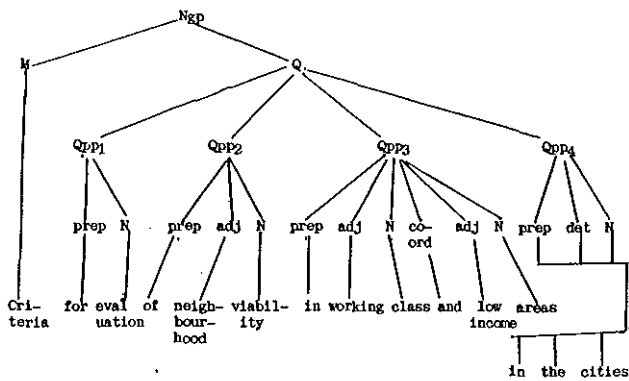 Ngp
M Q.
Qpp1 Qpp2 Qpp3 Qpp4
prep N prep adj N prep adj N co- adj N prep det N
ord
Cri- for eval of neigh- viabil- in working class and low areas
teria uation bour- ity income
hood
in the cities